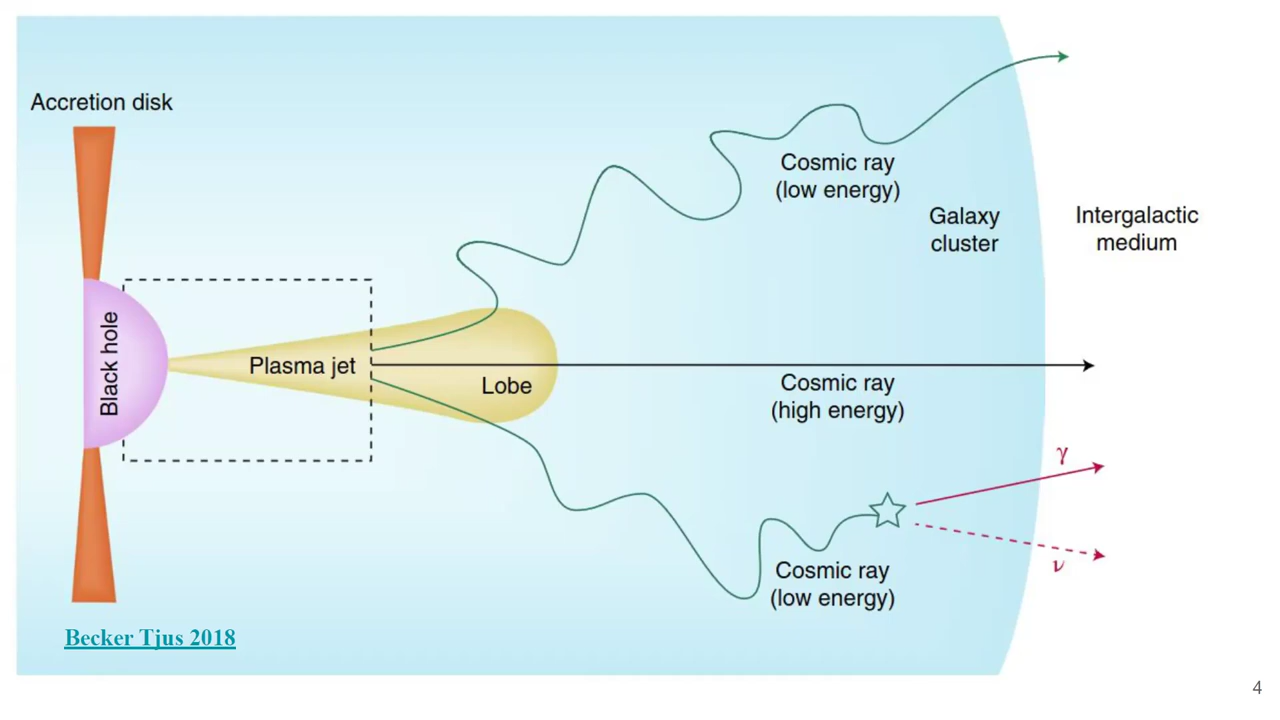 Accretion disk
Cosmic ray
(low energy)
Galaxy
cluster
Intergalactic
medium
Black hole
Plasma jet
Lobe
Cosmic ray
(high energy)
γ
ν
Cosmic ray
(low energy)
Becker Tjus 2018
4